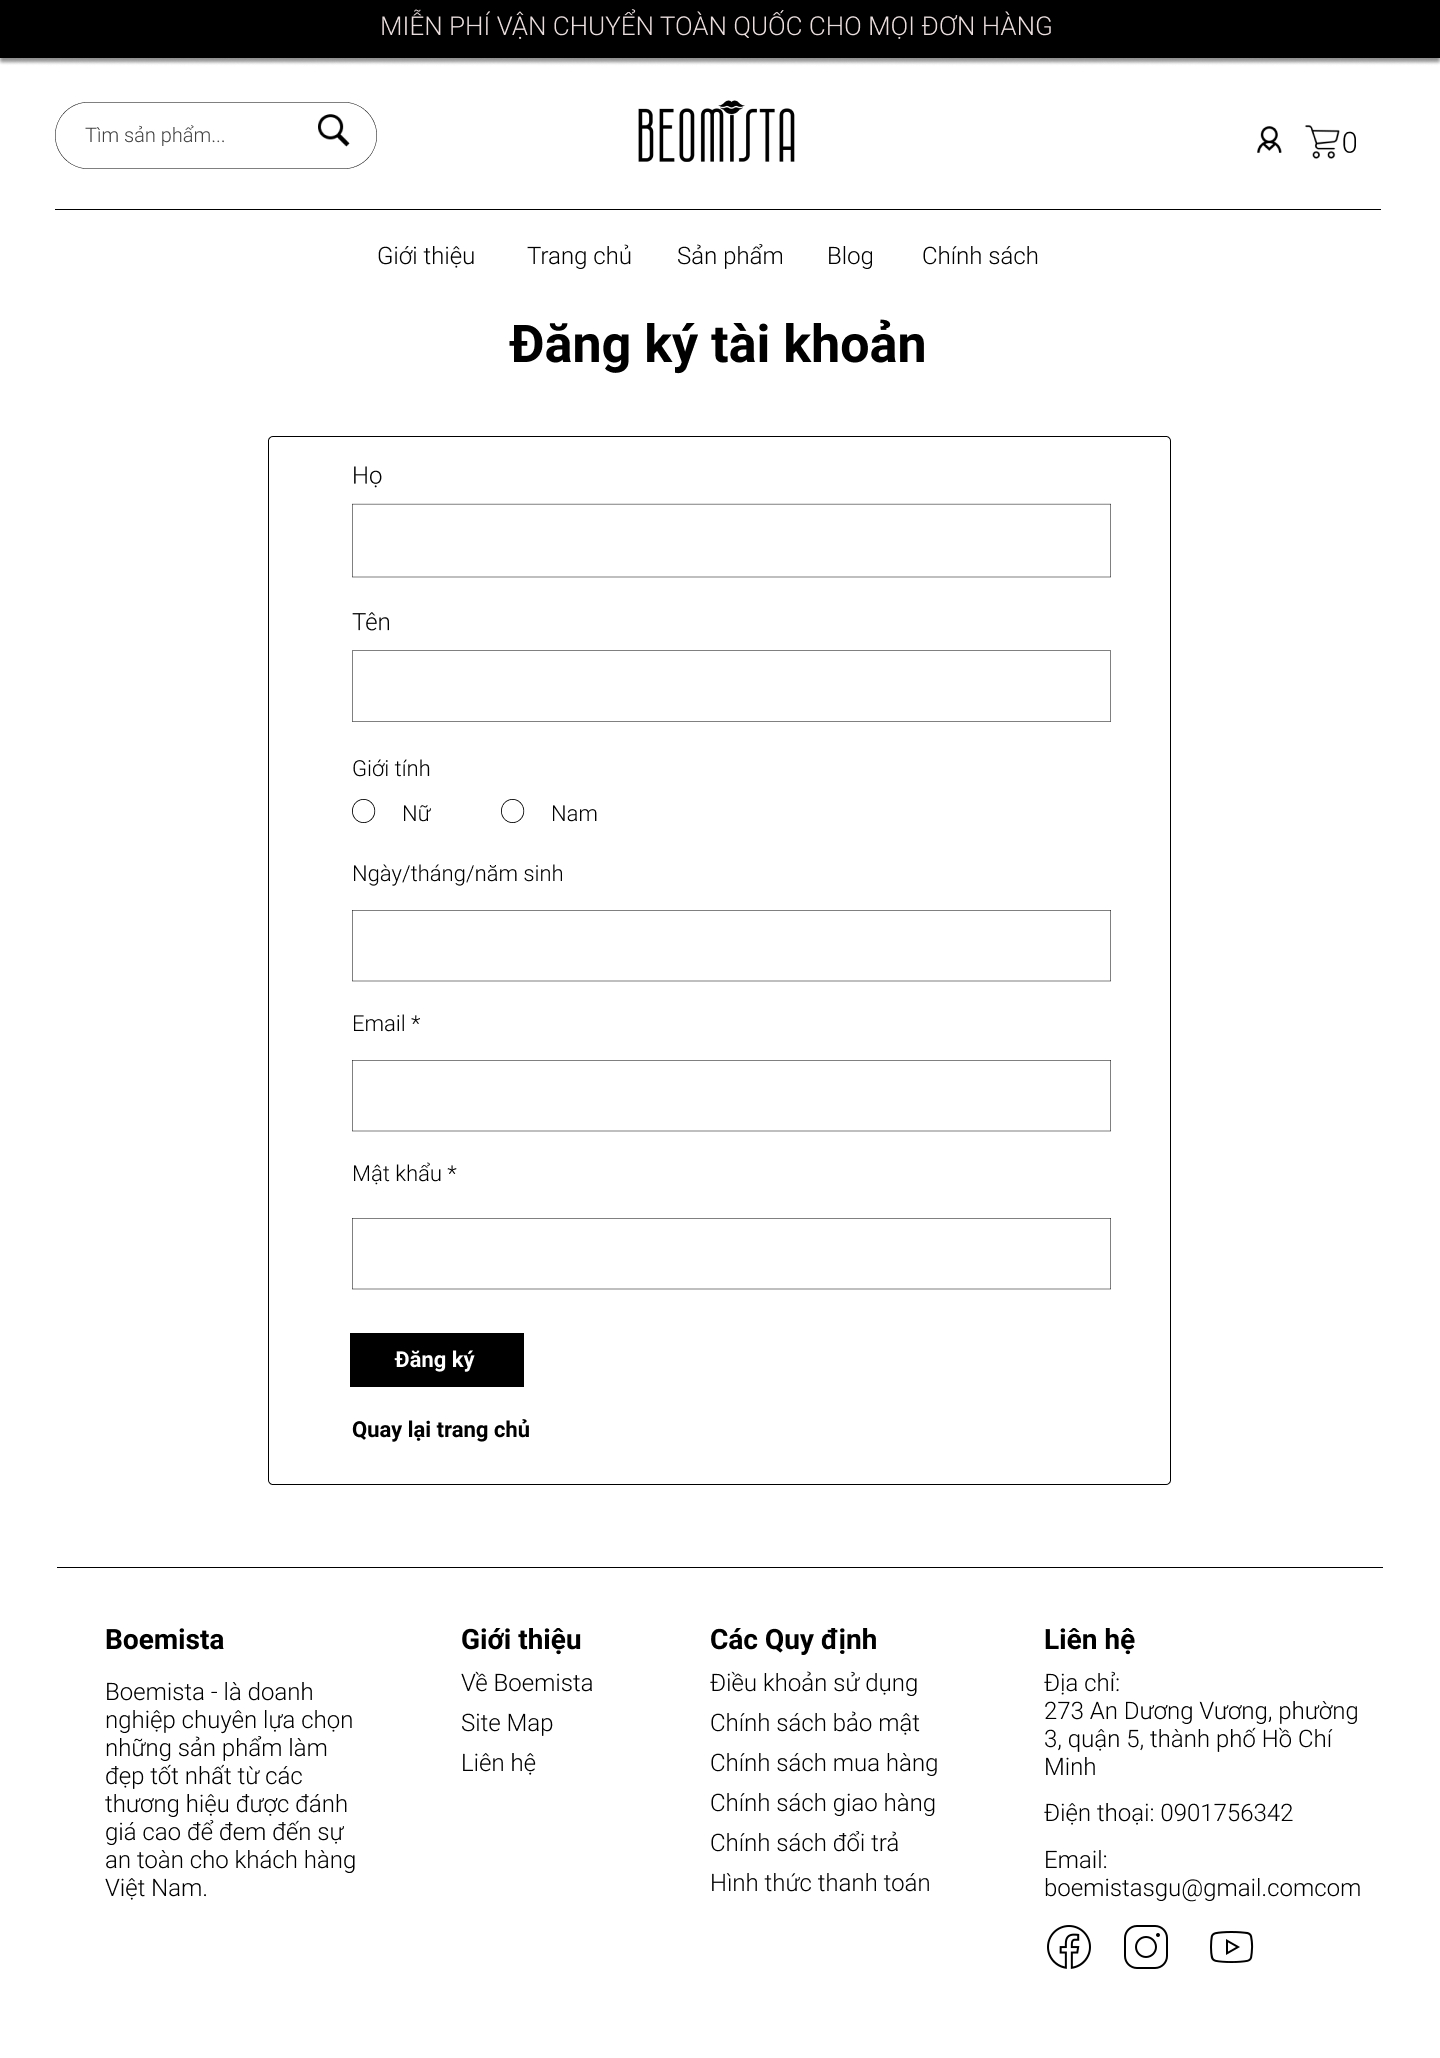 MIỄN PHÍ VẬN CHUYỂN TOÀN QUỐC CHO MỌI ĐƠN HÀNG
Tìm sản phẩm...
BEOMISTA
0
Giới thiệu
Trang chủ
Sản phẩm
Blog
Chính sách
Đăng ký tài khoản
Họ
Tên
Giới tính
Nữ
Nam
Ngày/tháng/năm sinh
Email *
Mật khẩu *
Đăng ký
Quay lại trang chủ
Boemista
Boemista - là doanh
nghiệp chuyên lựa chọn
những sản phẩm làm
đẹp tốt nhất từ các
thương hiệu được đánh
giá cao để đem đến sự
an toàn cho khách hàng
Việt Nam.
Giới thiệu
Về Boemista
Site Map
Liên hệ
Các Quy định
Điều khoản sử dụng
Chính sách bảo mật
Chính sách mua hàng
Chính sách giao hàng
Chính sách đổi trả
Hình thức thanh toán
Liên hệ
Địa chỉ:
273 An Dương Vương, phường
3, quận 5, thành phố Hồ Chí
Minh
Điện thoại: 0901756342
Email:
boemistasgu@gmail.comcom